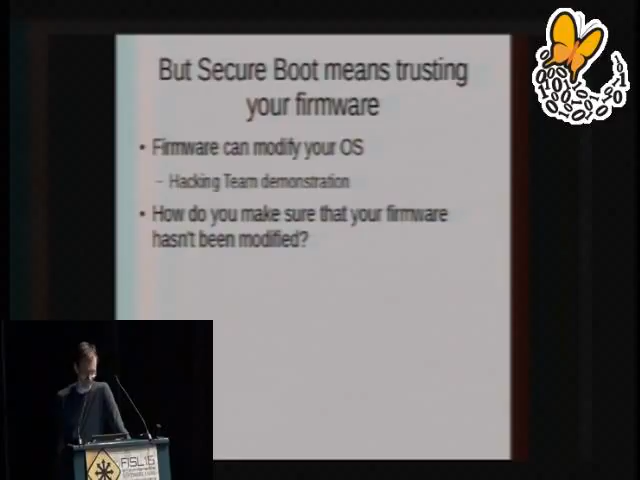 But Secure Boot means trusting
your firmware
• Firmware can modify your OS
– Hacking Team demonstration
• How do you make sure that your firmware
hasn't been modified?
FISL16